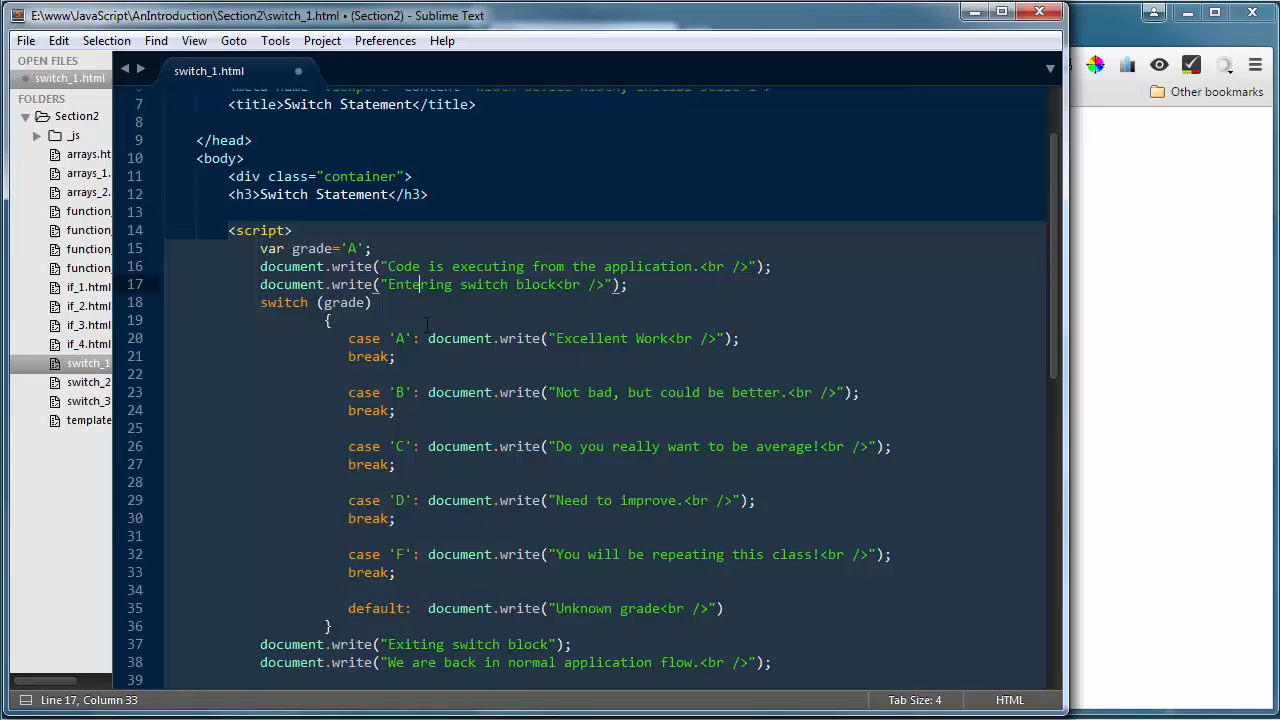 E:\www\JavaScript\AnIntroduction\Section2\switch_1.html • (Section2) - Sublime Text
File Edit Selection Find View Goto Tools Project Preferences Help
OPEN FILES
switch_1.html
FOLDERS
Section2
_js
arrays.ht
arrays_1.
arrays_2.
function_
function_
function_
function_
if_1.html
if_2.html
if_3.html
if_4.html
switch_1
switch_2
switch_3
template
switch_1.html
7 <title>Switch Statement</title>
8
9 </head>
10 <body>
11 <div class="container">
12 <h3>Switch Statement</h3>
13
14 <script>
15 var grade='A';
16 document.write("Code is executing from the application.<br />");
17 document.write("Entering switch block<br />");
18 switch (grade)
19 {
20 case 'A': document.write("Excellent Work<br />");
21 break;
22
23 case 'B': document.write("Not bad, but could be better.<br />");
24 break;
25
26 case 'C': document.write("Do you really want to be average!<br />");
27 break;
28
29 case 'D': document.write("Need to improve.<br />");
30 break;
31
32 case 'F': document.write("You will be repeating this class!<br />");
33 break;
34
35 default: document.write("Unknown grade<br />")
36 }
37 document.write("Exiting switch block");
38 document.write("We are back in normal application flow.<br />");
39
Line 17, Column 33
Tab Size: 4
HTML
Other bookmarks